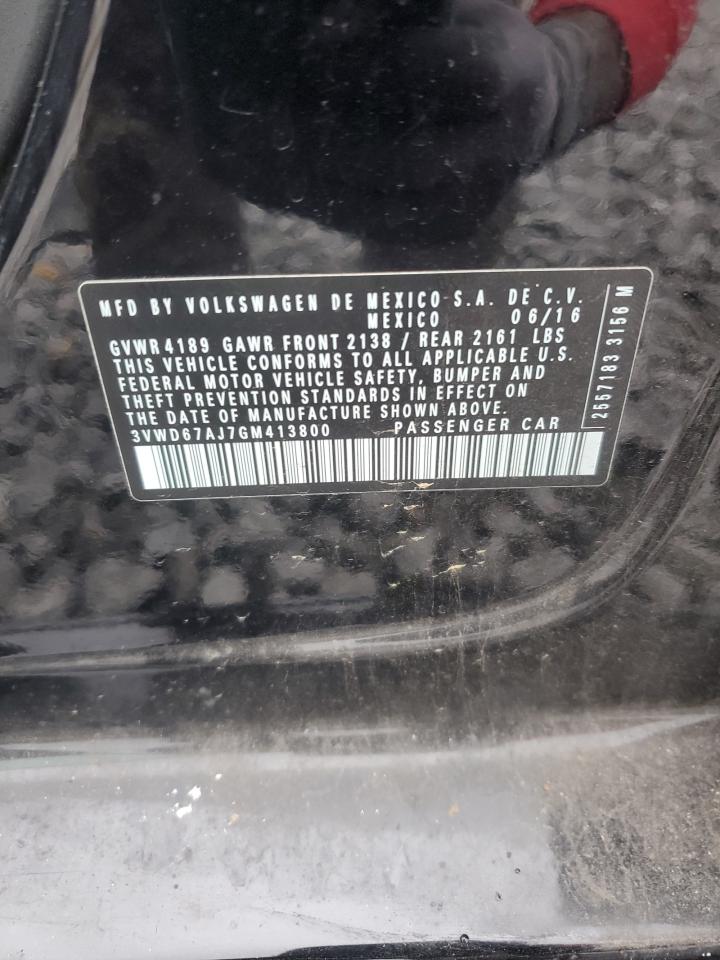 MFD BY VOLKSWAGEN DE MEXICO S.A. DE C.V.
MEXICO 06/16
GVWR 4189 GAWR FRONT 2138 / REAR 2161 LBS
THIS VEHICLE CONFORMS TO ALL APPLICABLE U.S.
FEDERAL MOTOR VEHICLE SAFETY, BUMPER AND
THEFT PREVENTION STANDARDS IN EFFECT ON
THE DATE OF MANUFACTURE SHOWN ABOVE.
3VWD67AJ7GM413800 PASSENGER CAR
2557183 3156 M